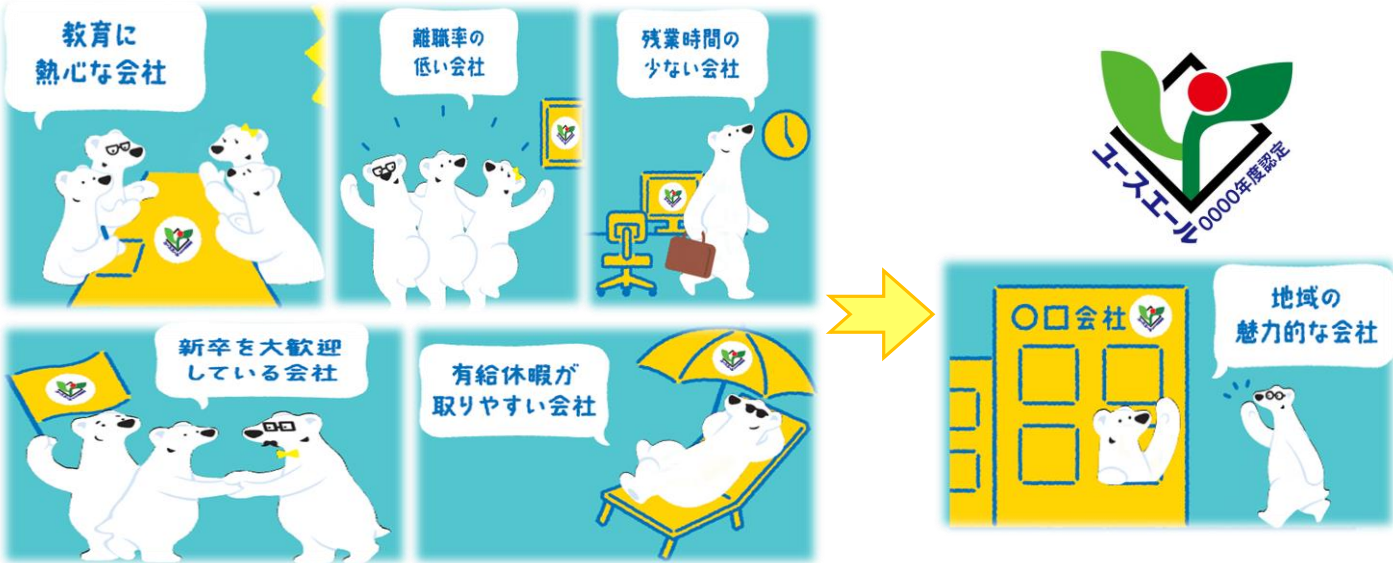 教育に
熱心な会社
離職率の
低い会社
残業時間の
少ない会社
新卒を大歓迎
している会社
有給休暇が
取りやすい会社
ユースエール
0000年度認定
〇口会社
地域の
魅力的な会社